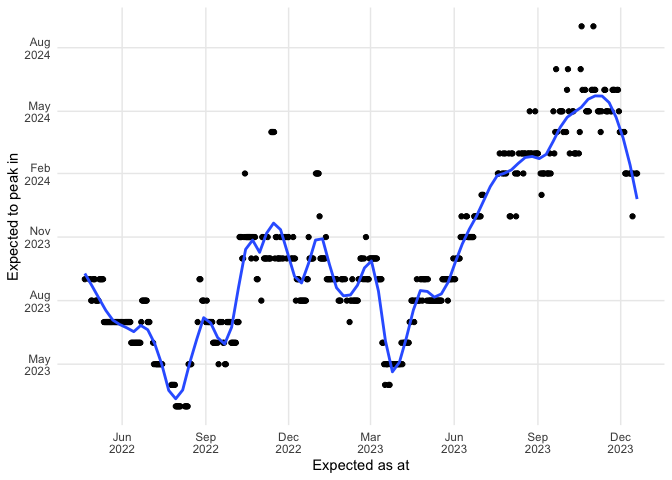 Aug
2024
May
2024
Feb
2024
Nov
2023
Aug
2023
May
2023
Expected to peak in
Jun
2022
Sep
2022
Dec
2022
Mar
2023
Jun
2023
Sep
2023
Dec
2023
Expected as at